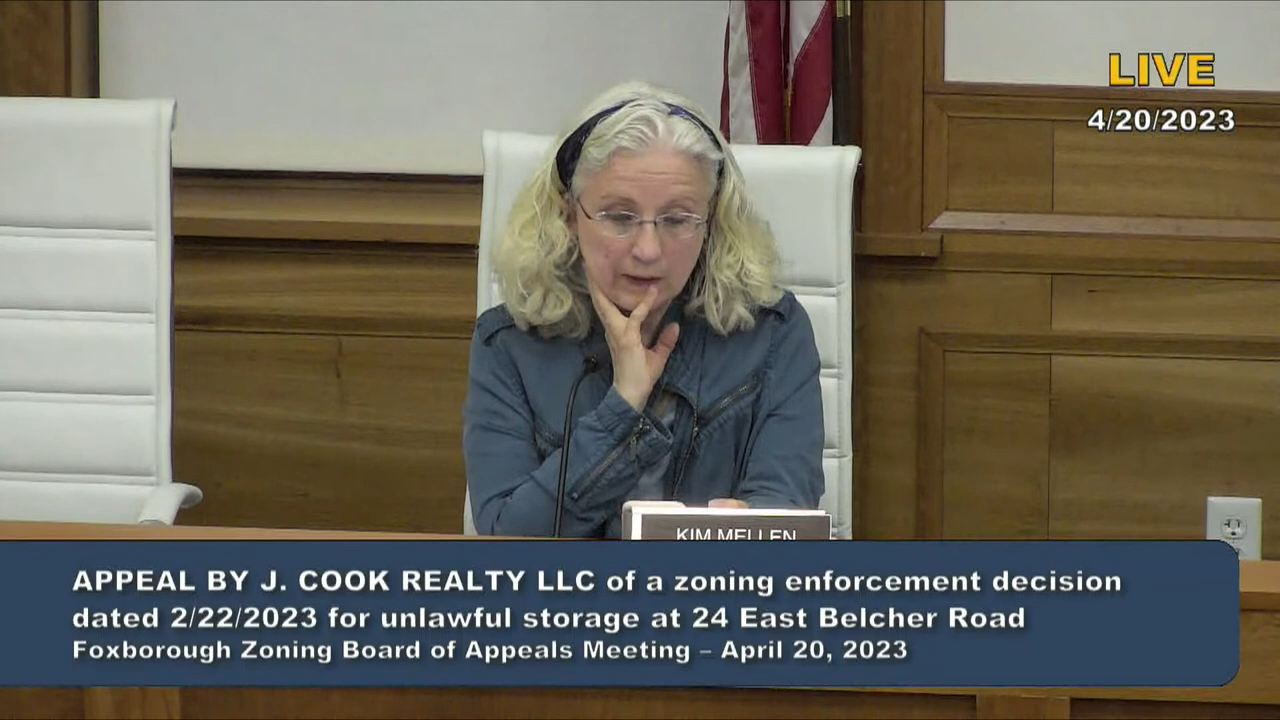 LIVE
4/20/2023
KIM MELLEN
APPEAL BY J. COOK REALTY LLC of a zoning enforcement decision
dated 2/22/2023 for unlawful storage at 24 East Belcher Road
Foxborough Zoning Board of Appeals Meeting – April 20, 2023